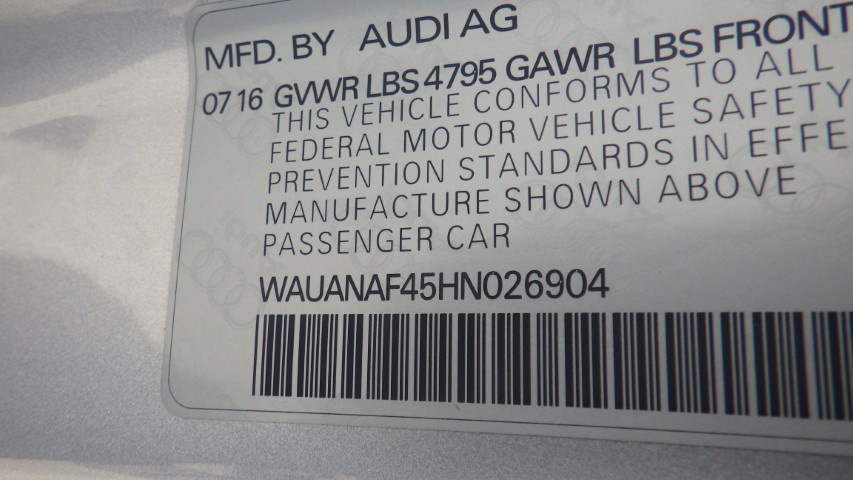 MFD. BY AUDI AG
07 16 GVWR LBS 4795 GAWR LBS FRONT
THIS VEHICLE CONFORMS TO ALL
FEDERAL MOTOR VEHICLE SAFETY
PREVENTION STANDARDS IN EFFE
MANUFACTURE SHOWN ABOVE
PASSENGER CAR
WAUANAF45HN026904